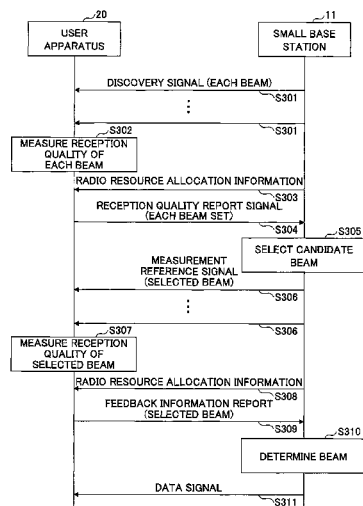 20
11
USER
APPARATUS
SMALL BASE
STATION
DISCOVERY SIGNAL (EACH BEAM)
S301
S301
S302
MEASURE RECEPTION
QUALITY OF
EACH BEAM
RADIO RESOURCE ALLOCATION INFORMATION
S303
RECEPTION QUALITY REPORT SIGNAL
(EACH BEAM SET)
S304
S305
SELECT CANDIDATE
BEAM
MEASUREMENT
REFERENCE SIGNAL
(SELECTED BEAM)
S306
S306
S307
MEASURE RECEPTION
QUALITY OF
SELECTED BEAM
RADIO RESOURCE ALLOCATION INFORMATION
S308
FEEDBACK INFORMATION REPORT
(SELECTED BEAM)
S309
S310
DETERMINE BEAM
DATA SIGNAL
S311